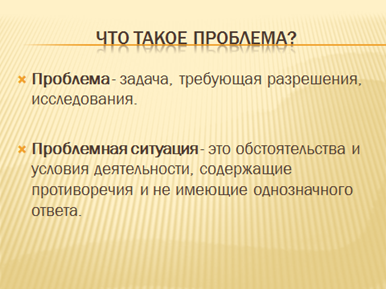 ЧТО ТАКОЕ ПРОБЛЕМА?
Проблема- задача, требующая разрешения,
исследования.
Проблемная ситуация- это обстоятельства и
условия деятельности, содержащие
противоречия и не имеющие однозначного
ответа.